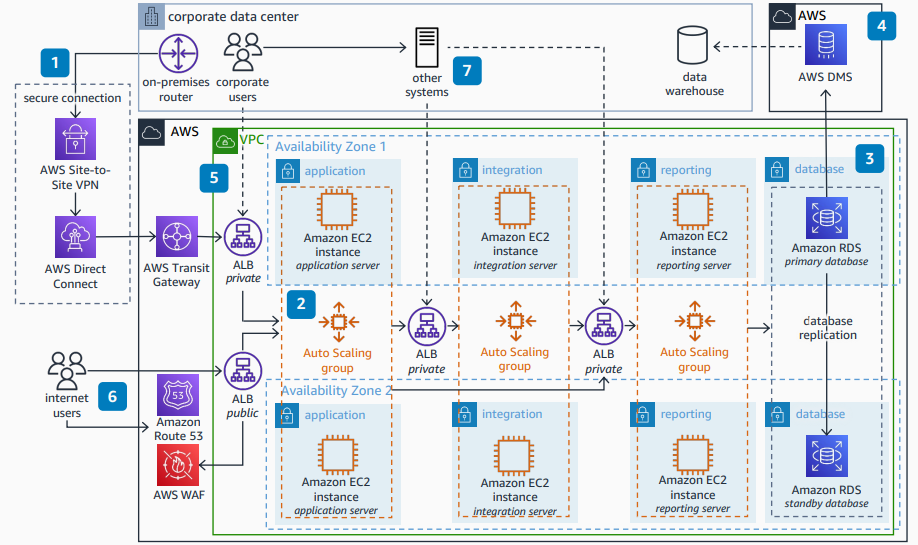 corporate data center
AWS
4
1
7
on-premises
router
corporate
users
other
systems
data
warehouse
AWS DMS
secure connection
AWS
VPC
Availability Zone 1
3
5
application
integration
reporting
database
AWS Site-to-
Site VPN
Amazon EC2
instance
application server
Amazon EC2
instance
integration server
Amazon EC2
instance
reporting server
Amazon RDS
primary database
AWS Direct
Connect
AWS Transit
Gateway
ALB
private
2
Auto Scaling
group
ALB
private
Auto Scaling
group
ALB
private
Auto Scaling
group
database
replication
internet
users
6
53
Amazon
Route 53
ALB
public
Availability Zone 2
application
integration
reporting
database
AWS WAF
Amazon EC2
instance
application server
Amazon EC2
instance
integration server
Amazon EC2
instance
reporting server
Amazon RDS
standby database